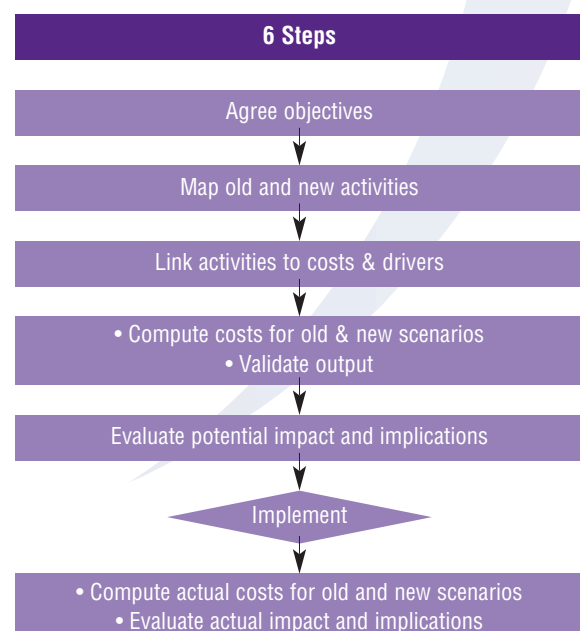 6 Steps
Agree objectives
Map old and new activities
Link activities to costs & drivers
• Compute costs for old & new scenarios
• Validate output
Evaluate potential impact and implications
Implement
• Compute actual costs for old and new scenarios
• Evaluate actual impact and implications